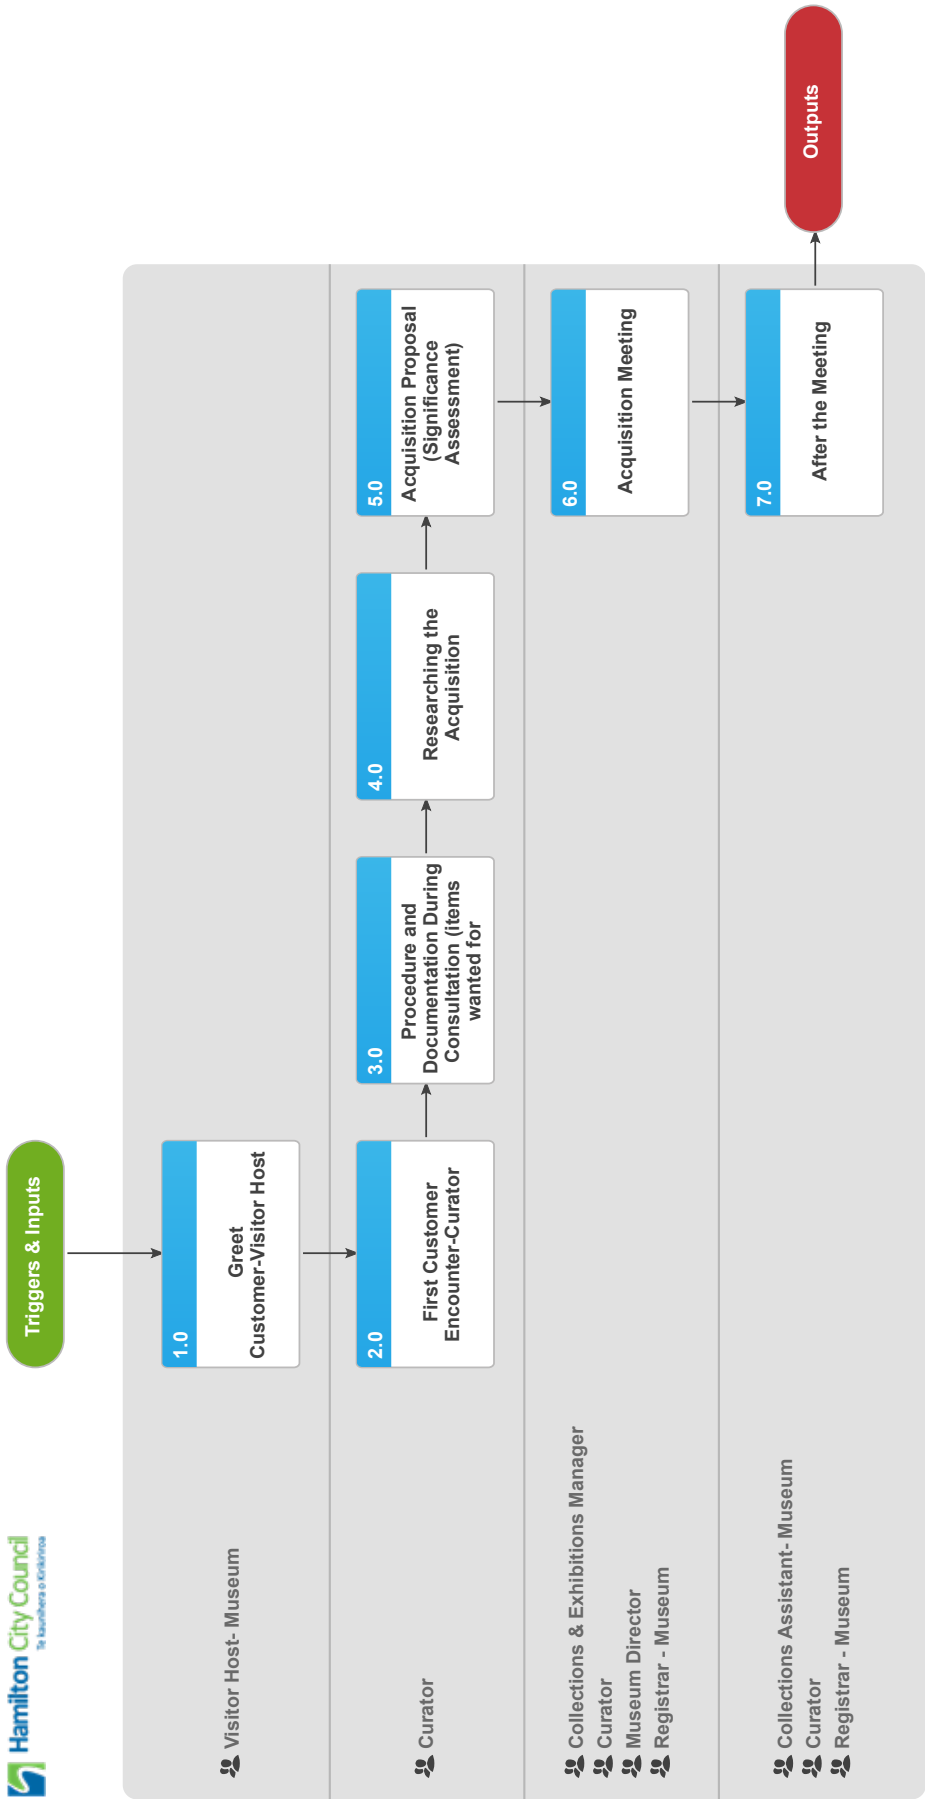 Hamilton City Council
Te kaunihera o Kirikiriroa
Triggers & Inputs
Visitor Host- Museum
1.0
Greet
Customer-Visitor Host
Curator
2.0
First Customer
Encounter-Curator
3.0
Procedure and
Documentation During
Consultation (items
wanted for
4.0
Researching the
Acquisition
5.0
Acquisition Proposal
(Significance
Assessment)
Collections & Exhibitions Manager
Curator
Museum Director
Registrar - Museum
6.0
Acquisition Meeting
Collections Assistant- Museum
Curator
Registrar - Museum
7.0
After the Meeting
Outputs